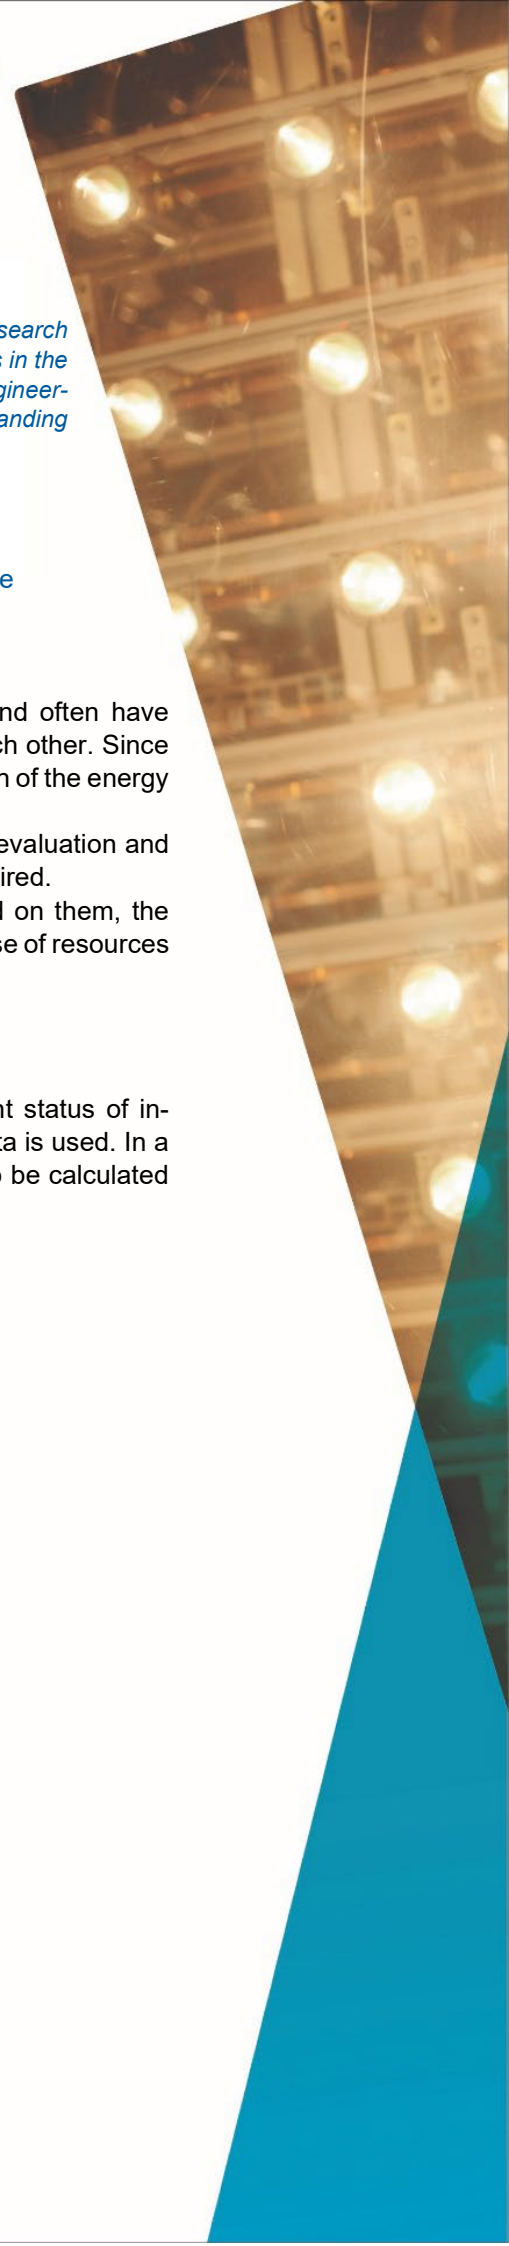 search
s in the
gineer-
anding
e
nd often have
ch other. Since
n of the energy
evaluation and
ired.
d on them, the
se of resources
nt status of in-
ta is used. In a
o be calculated